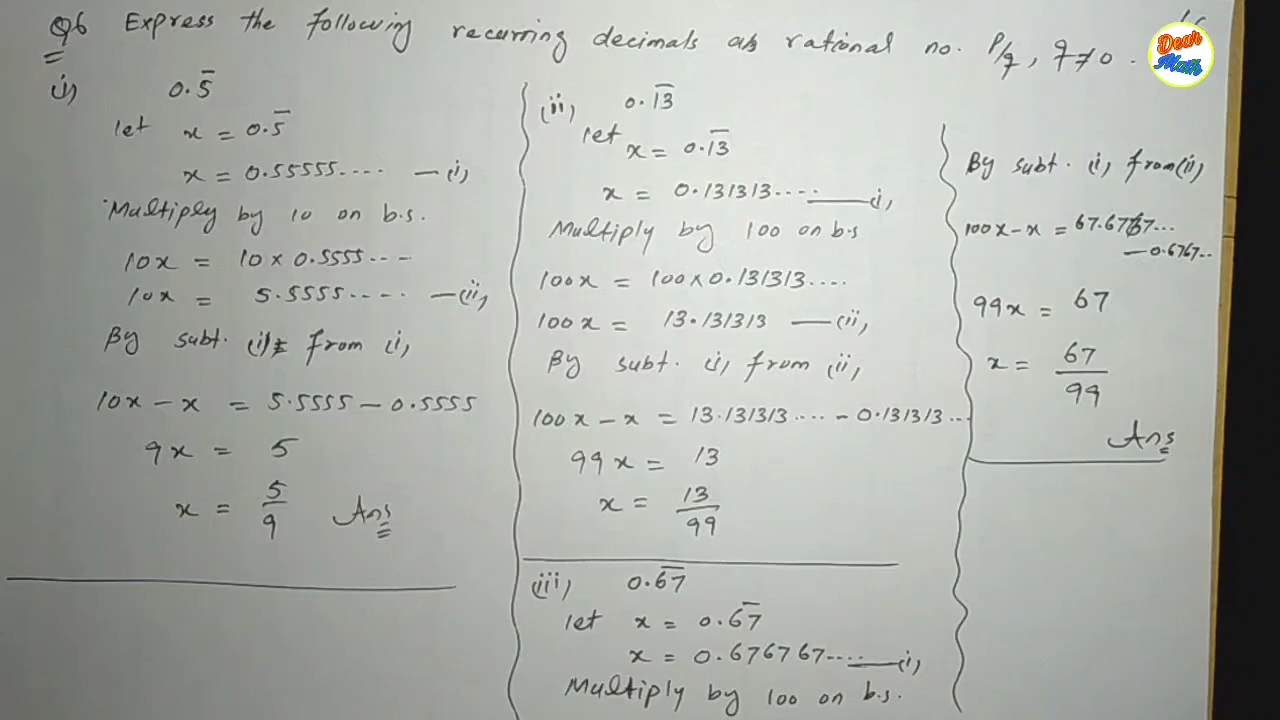 Q6 Express the following recurring decimals as rational no. P/q, q≠0.
Dear
Math
(i) 0.5̅
let x = 0.5̅
x = 0.55555.... —(i)
Multiply by 10 on b.s.
10x = 10 × 0.5555....
10x = 5.5555..... —(ii)
By subt. (i) from (i)
10x - x = 5.5555 - 0.5555
9x = 5
x = 5/9 Ans
(ii) 0.1̅3̅
let x = 0.1̅3̅
x = 0.131313.... —(i)
Multiply by 100 on b.s
100x = 100 × 0.131313....
100x = 13.131313 —(ii)
By subt. (i) from (ii)
100x - x = 13.131313.... - 0.131313...
99x = 13
x = 13/99
(iii) 0.6̅7̅
let x = 0.6̅7̅
x = 0.676767.... —(i)
Multiply by 100 on b.s.
By subt. (i) from (ii)
100x - x = 67.6767...
- 0.6767..
99x = 67
x = 67/99
Ans